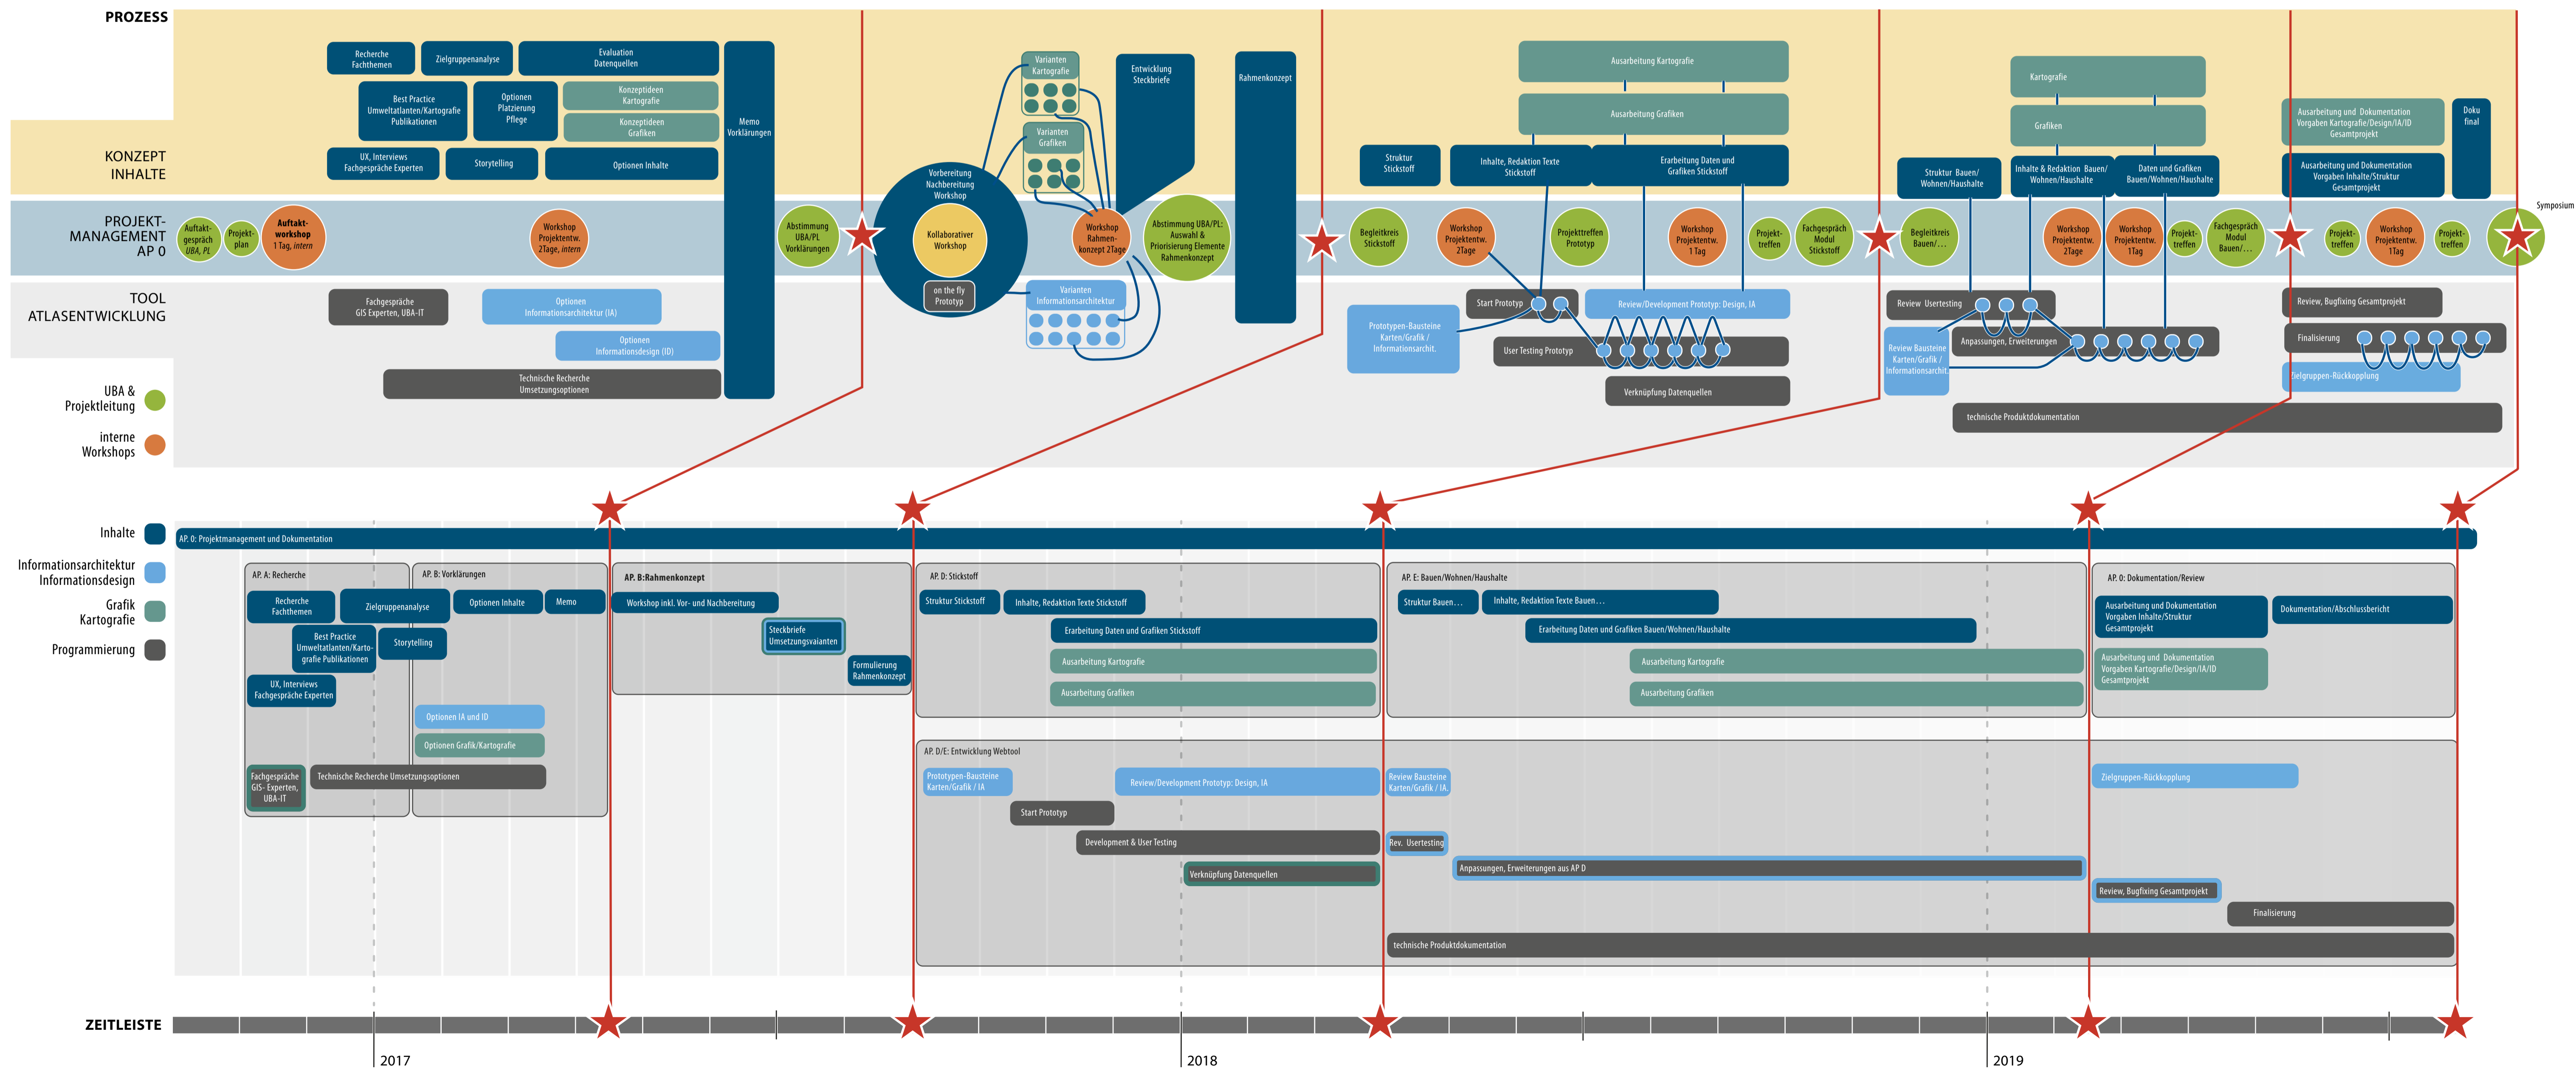 PROZESS
KONZEPT
INHALTE
PROJEKT-
MANAGEMENT
AP 0
TOOL
ATLASENTWICKLUNG
UBA &
Projektleitung
interne
Workshops
Recherche
Fachthemen
Zielgruppenanalyse
Evaluation
Datenquellen
Best Practice
Umweltatlanten/Kartografie
Publikationen
Optionen
Platzierung
Pflege
Konzeptideen
Kartografie
Konzeptideen
Grafiken
UX, Interviews
Fachgespräche Experten
Storytelling
Optionen Inhalte
Memo
Vorklärungen
Auftakt-
gespräch
UBA, PL
Projekt-
plan
Auftakt-
workshop
1 Tag, intern
Workshop
Projektentw.
2Tage, intern
Abstimmung
UBA/PL
Vorklärungen
Fachgespräche
GIS Experten, UBA-IT
Optionen
Informationsarchitektur (IA)
Optionen
Informationsdesign (ID)
Technische Recherche
Umsetzungsoptionen
Vorbereitung
Nachbereitung
Workshop
Kollaborativer
Workshop
on the fly
Prototyp
Varianten
Kartografie
Varianten
Grafiken
Entwicklung
Steckbriefe
Workshop
Rahmen-
konzept 2Tage
Abstimmung UBA/PL:
Auswahl &
Priorisierung Elemente
Rahmenkonzept
Varianten
Informationsarchitektur
Rahmenkonzept
Ausarbeitung Kartografie
Ausarbeitung Grafiken
Struktur
Stickstoff
Inhalte, Redaktion Texte
Stickstoff
Erarbeitung Daten und
Grafiken Stickstoff
Begleitkreis
Stickstoff
Workshop
Projektentw.
2Tage
Projekttreffen
Prototyp
Workshop
Projektentw.
1 Tag
Projekt-
treffen
Fachgespräch
Modul
Stickstoff
Prototypen-Bausteine
Karten/Grafik /
Informationsarchit.
Start Prototyp
Review/Development Prototyp: Design, IA
User Testing Prototyp
Verknüpfung Datenquellen
Kartografie
Grafiken
Struktur Bauen/
Wohnen/Haushalte
Inhalte & Redaktion Bauen/
Wohnen/Haushalte
Daten und Grafiken
Bauen/Wohnen/Haushalte
Begleitkreis
Bauen/...
Workshop
Projektentw.
2Tage
Workshop
Projektentw.
1Tag
Projekt-
treffen
Fachgespräch
Modul
Bauen/...
Review Usertesting
Review Bausteine
Karten/Grafik /
Informationsarchit.
Anpassungen, Erweiterungen
technische Produktdokumentation
Ausarbeitung und Dokumentation
Vorgaben Kartografie/Design/IA/ID
Gesamtprojekt
Ausarbeitung und Dokumentation
Vorgaben Inhalte/Struktur
Gesamtprojekt
Doku
final
Projekt-
treffen
Workshop
Projektentw.
1Tag
Projekt-
treffen
Symposium
Review, Bugfixing Gesamtprojekt
Finalisierung
Zielgruppen-Rückkopplung
Inhalte
Informationsarchitektur
Informationsdesign
Grafik
Kartografie
Programmierung
AP. 0: Projektmanagement und Dokumentation
AP. A: Recherche
Recherche
Fachthemen
Zielgruppenanalyse
Best Practice
Umweltatlanten/Karto-
grafie Publikationen
Storytelling
UX, Interviews
Fachgespräche Experten
Fachgespräche
GIS- Experten,
UBA-IT
Technische Recherche Umsetzungsoptionen
AP. B: Vorklärungen
Optionen Inhalte
Memo
Optionen IA und ID
Optionen Grafik/Kartografie
AP. B:Rahmenkonzept
Workshop inkl. Vor- und Nachbereitung
Steckbriefe
Umsetzungsvaianten
Formulierung
Rahmenkonzept
AP. D: Stickstoff
Struktur Stickstoff
Inhalte, Redaktion Texte Stickstoff
Erarbeitung Daten und Grafiken Stickstoff
Ausarbeitung Kartografie
Ausarbeitung Grafiken
AP. E: Bauen/Wohnen/Haushalte
Struktur Bauen...
Inhalte, Redaktion Texte Bauen...
Erarbeitung Daten und Grafiken Bauen/Wohnen/Haushalte
Ausarbeitung Kartografie
Ausarbeitung Grafiken
AP. 0: Dokumentation/Review
Ausarbeitung und Dokumentation
Vorgaben Inhalte/Struktur
Gesamtprojekt
Dokumentation/Abschlussbericht
Ausarbeitung und Dokumentation
Vorgaben Kartografie/Design/IA/ID
Gesamtprojekt
AP. D/E: Entwicklung Webtool
Prototypen-Bausteine
Karten/Grafik / IA
Review/Development Prototyp: Design, IA
Review Bausteine
Karten/Grafik / IA.
Zielgruppen-Rückkopplung
Start Prototyp
Development & User Testing
Rev. Usertesting
Verknüpfung Datenquellen
Anpassungen, Erweiterungen aus AP D
Review, Bugfixing Gesamtprojekt
Finalisierung
technische Produktdokumentation
ZEITLEISTE
2017
2018
2019